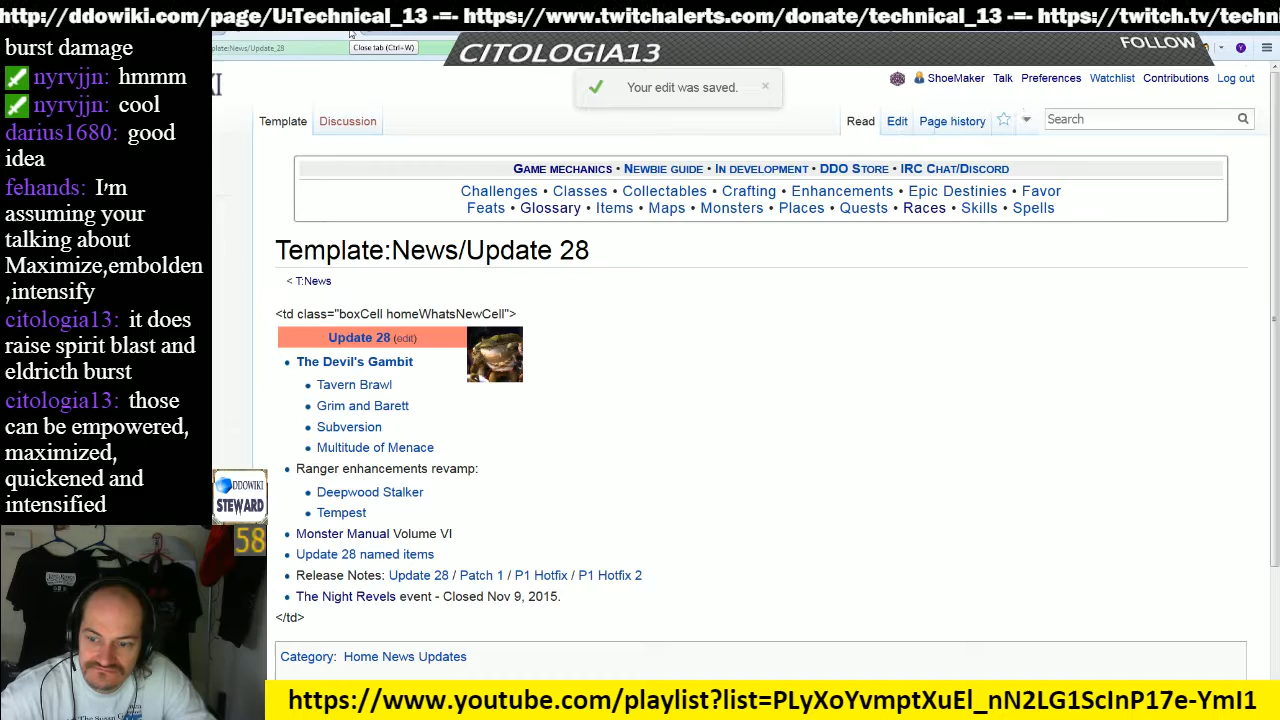 http://ddowiki.com/page/U:Technical_13 -=- https://www.twitchalerts.com/donate/technical_13 -=- https://twitch.tv/techni
burst damage
nyrvjjn: hmmm
nyrvjjn: cool
darius1680: good
idea
fehands: I'm
assuming your
talking about
Maximize,embolden
,intensify
citologia13: it does
raise spirit blast and
eldricth burst
citologia13: those
can be empowered,
maximized,
quickened and
intensified
DDOWIKI
STEWARD
58
plate:News/Update_28
Close tab (Ctrl+W)
CITOLOGIA13
FOLLOW
Your edit was saved.
ShoeMaker Talk Preferences Watchlist Contributions Log out
Template Discussion
Read Edit Page history
Search
GAME MECHANICS • NEWBIE GUIDE • IN DEVELOPMENT • DDO STORE • IRC CHAT/DISCORD
Challenges • Classes • Collectables • Crafting • Enhancements • Epic Destinies • Favor
Feats • Glossary • Items • Maps • Monsters • Places • Quests • Races • Skills • Spells
Template:News/Update 28
< T:News
<td class="boxCell homeWhatsNewCell">
Update 28 (edit)
• The Devil's Gambit
• Tavern Brawl
• Grim and Barett
• Subversion
• Multitude of Menace
• Ranger enhancements revamp:
• Deepwood Stalker
• Tempest
• Monster Manual Volume VI
• Update 28 named items
• Release Notes: Update 28 / Patch 1 / P1 Hotfix / P1 Hotfix 2
• The Night Revels event - Closed Nov 9, 2015.
</td>
Category: Home News Updates
https://www.youtube.com/playlist?list=PLyXoYvmptXuEl_nN2LG1ScInP17e-YmI1